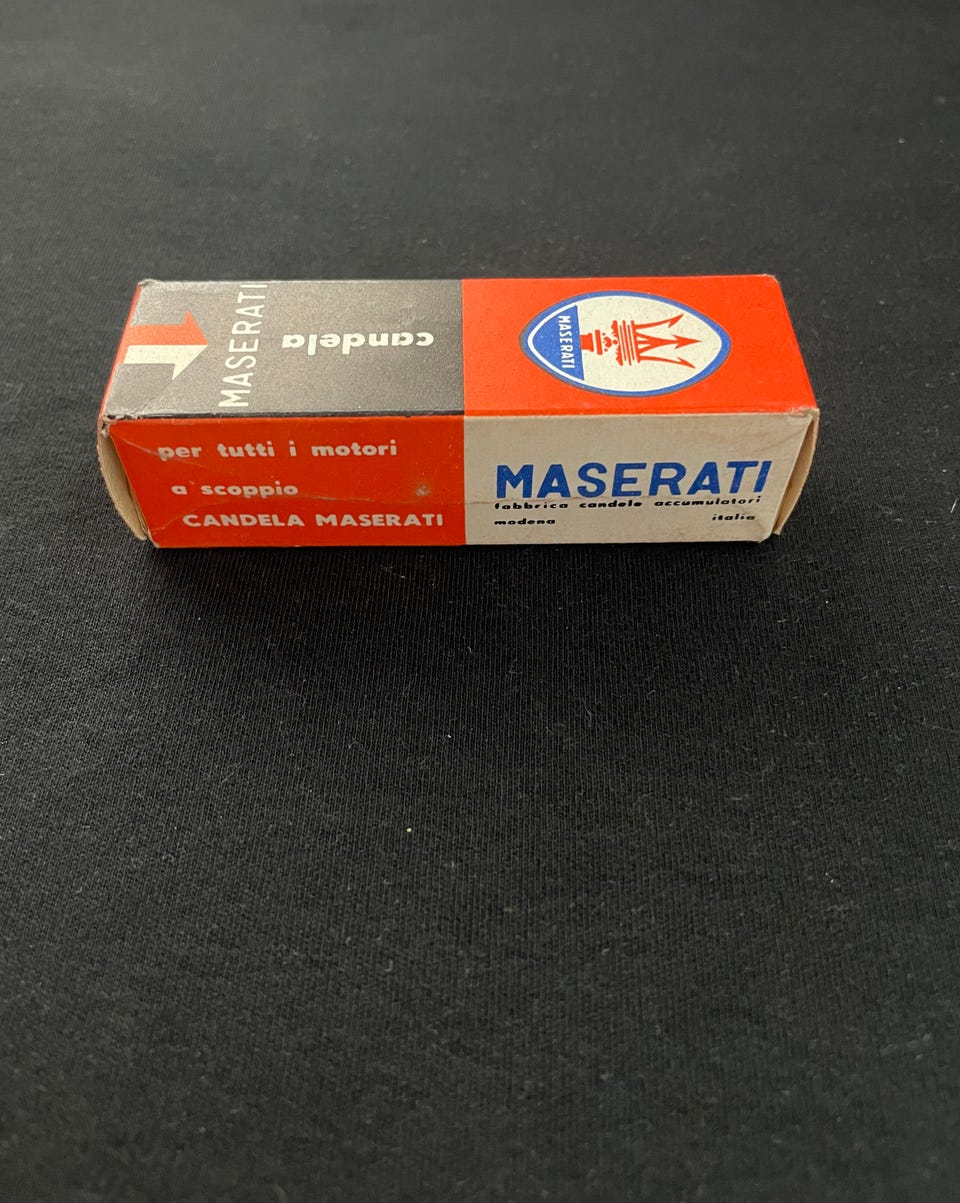 MASERATI
candela
MASERATI
per tutti i motori
a scoppio
CANDELA MASERATI
MASERATI
fabbrica candele accumulatori
modena italia